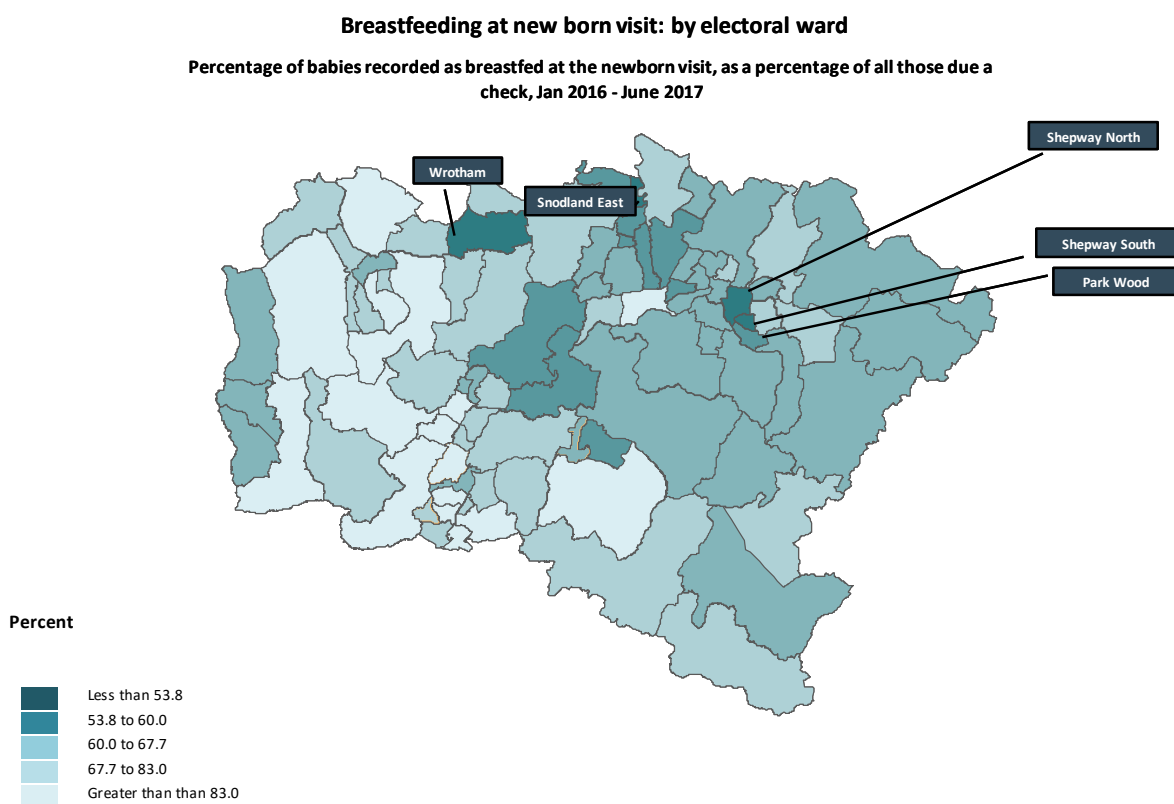 Breastfeeding at new born visit: by electoral ward
Percentage of babies recorded as breastfed at the newborn visit, as a percentage of all those due a
check, Jan 2016 - June 2017
Shepway North
Wrotham
Snodland East
Shepway South
Park Wood
Percent
Less than 53.8
53.8 to 60.0
60.0 to 67.7
67.7 to 83.0
Greater than than 83.0